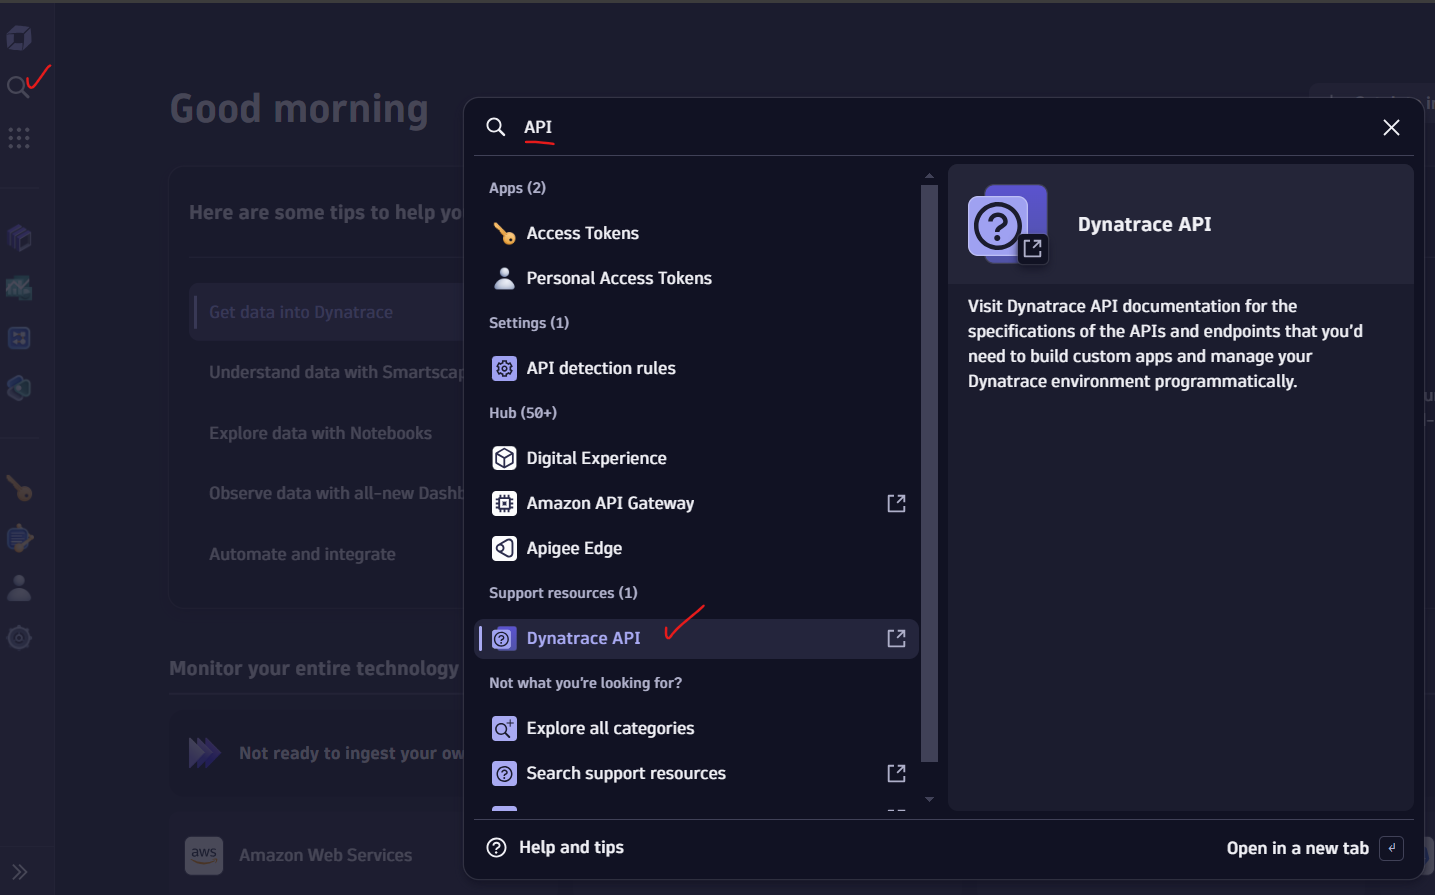 Good morning
Here are some tips to help yo
Get data into Dynatrace
Understand data with Smartscap
Explore data with Notebooks
Observe data with all-new Dashb
Automate and integrate
Monitor your entire technology
Not ready to ingest your ow
aws
Amazon Web Services
API
Apps (2)
Access Tokens
Personal Access Tokens
Settings (1)
API detection rules
Hub (50+)
Digital Experience
Amazon API Gateway
Apigee Edge
Support resources (1)
Dynatrace API
Not what you're looking for?
Explore all categories
Search support resources
Dynatrace API
Visit Dynatrace API documentation for the
specifications of the APIs and endpoints that you'd
need to build custom apps and manage your
Dynatrace environment programmatically.
Help and tips
Open in a new tab